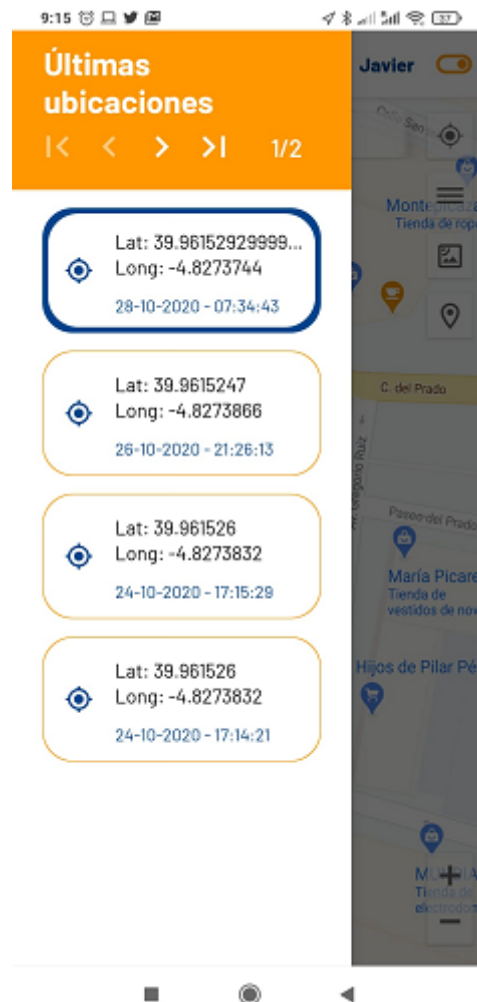 9:15
37
Últimas
ubicaciones
1/2
Javier
Lat: 39.96152929999...
Long: -4.8273744
28-10-2020 - 07:34:43
Lat: 39.9615247
Long: -4.8273866
26-10-2020 - 21:26:13
Lat: 39.961526
Long: -4.8273832
24-10-2020 - 17:15:29
Lat: 39.961526
Long: -4.8273832
24-10-2020 - 17:14:21
Tienda de rop
C. del Prado
Av. Gregorio Ruiz
Paseo del Prado
María Picare
Tienda de
vestidos de nov
Hijos de Pilar Pé
Tienda de